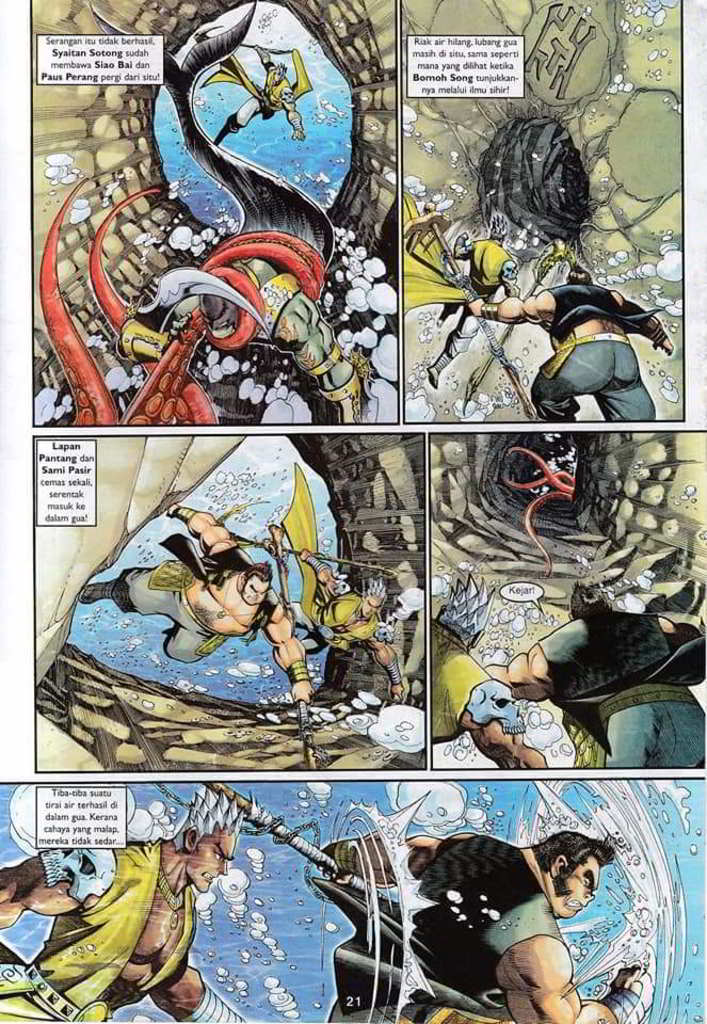 Serangan itu tidak berhasil,
Syaitan Sotong sudah
membawa Siao Bai dan
Paus Perang pergi dari situ!
Riak air hilang, lubang gua
masih di situ, sama seperti
mana yang dilihat ketika
Bomoh Song tunjukkan-
nya melalui ilmu sihir!
Lapan
Pantang dan
Sami Pasir
cemas sekali,
serentak
masuk ke
dalam gua!
Kejar!
Tiba-tiba suatu
tirai air terhasil di
dalam gua. Kerana
cahaya yang malap,
mereka tidak sedar...
21